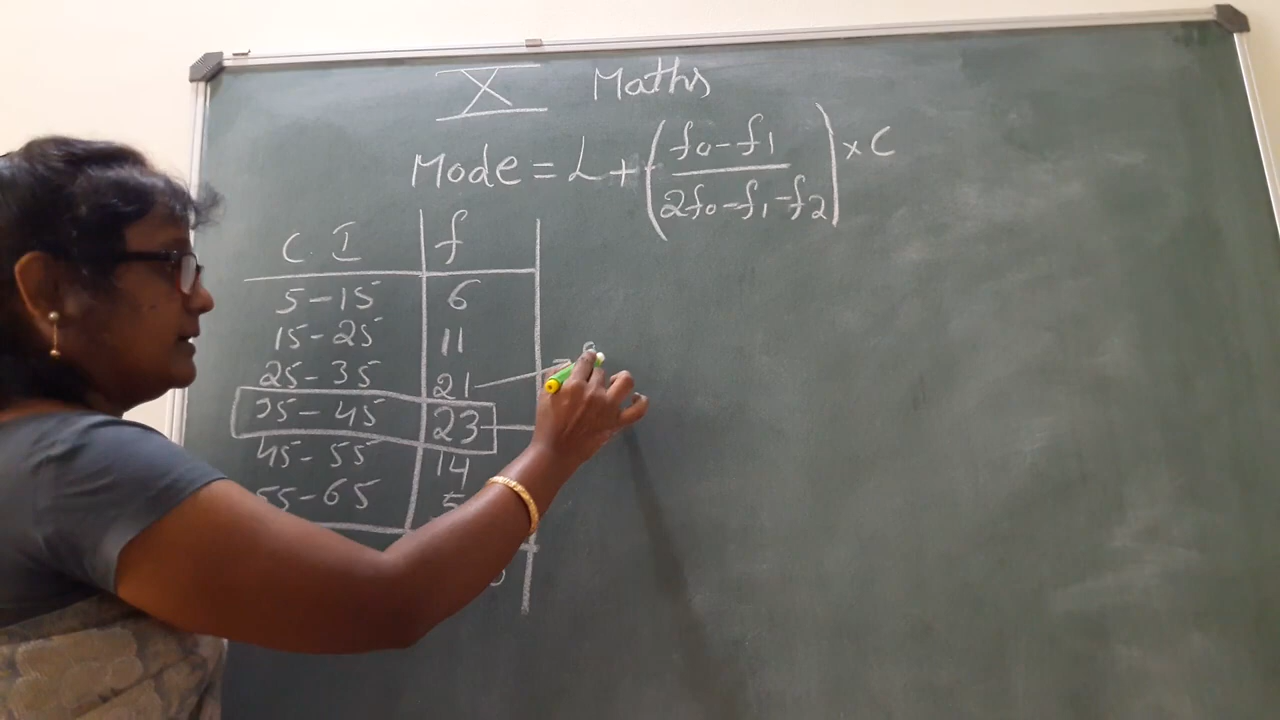 X Maths
Mode = L + (f0 - f1 / 2f0 - f1 - f2) × C
C. I f
5 - 15 6
15 - 25 11
25 - 35 21
35 - 45 23
45 - 55 14
55 - 65 5